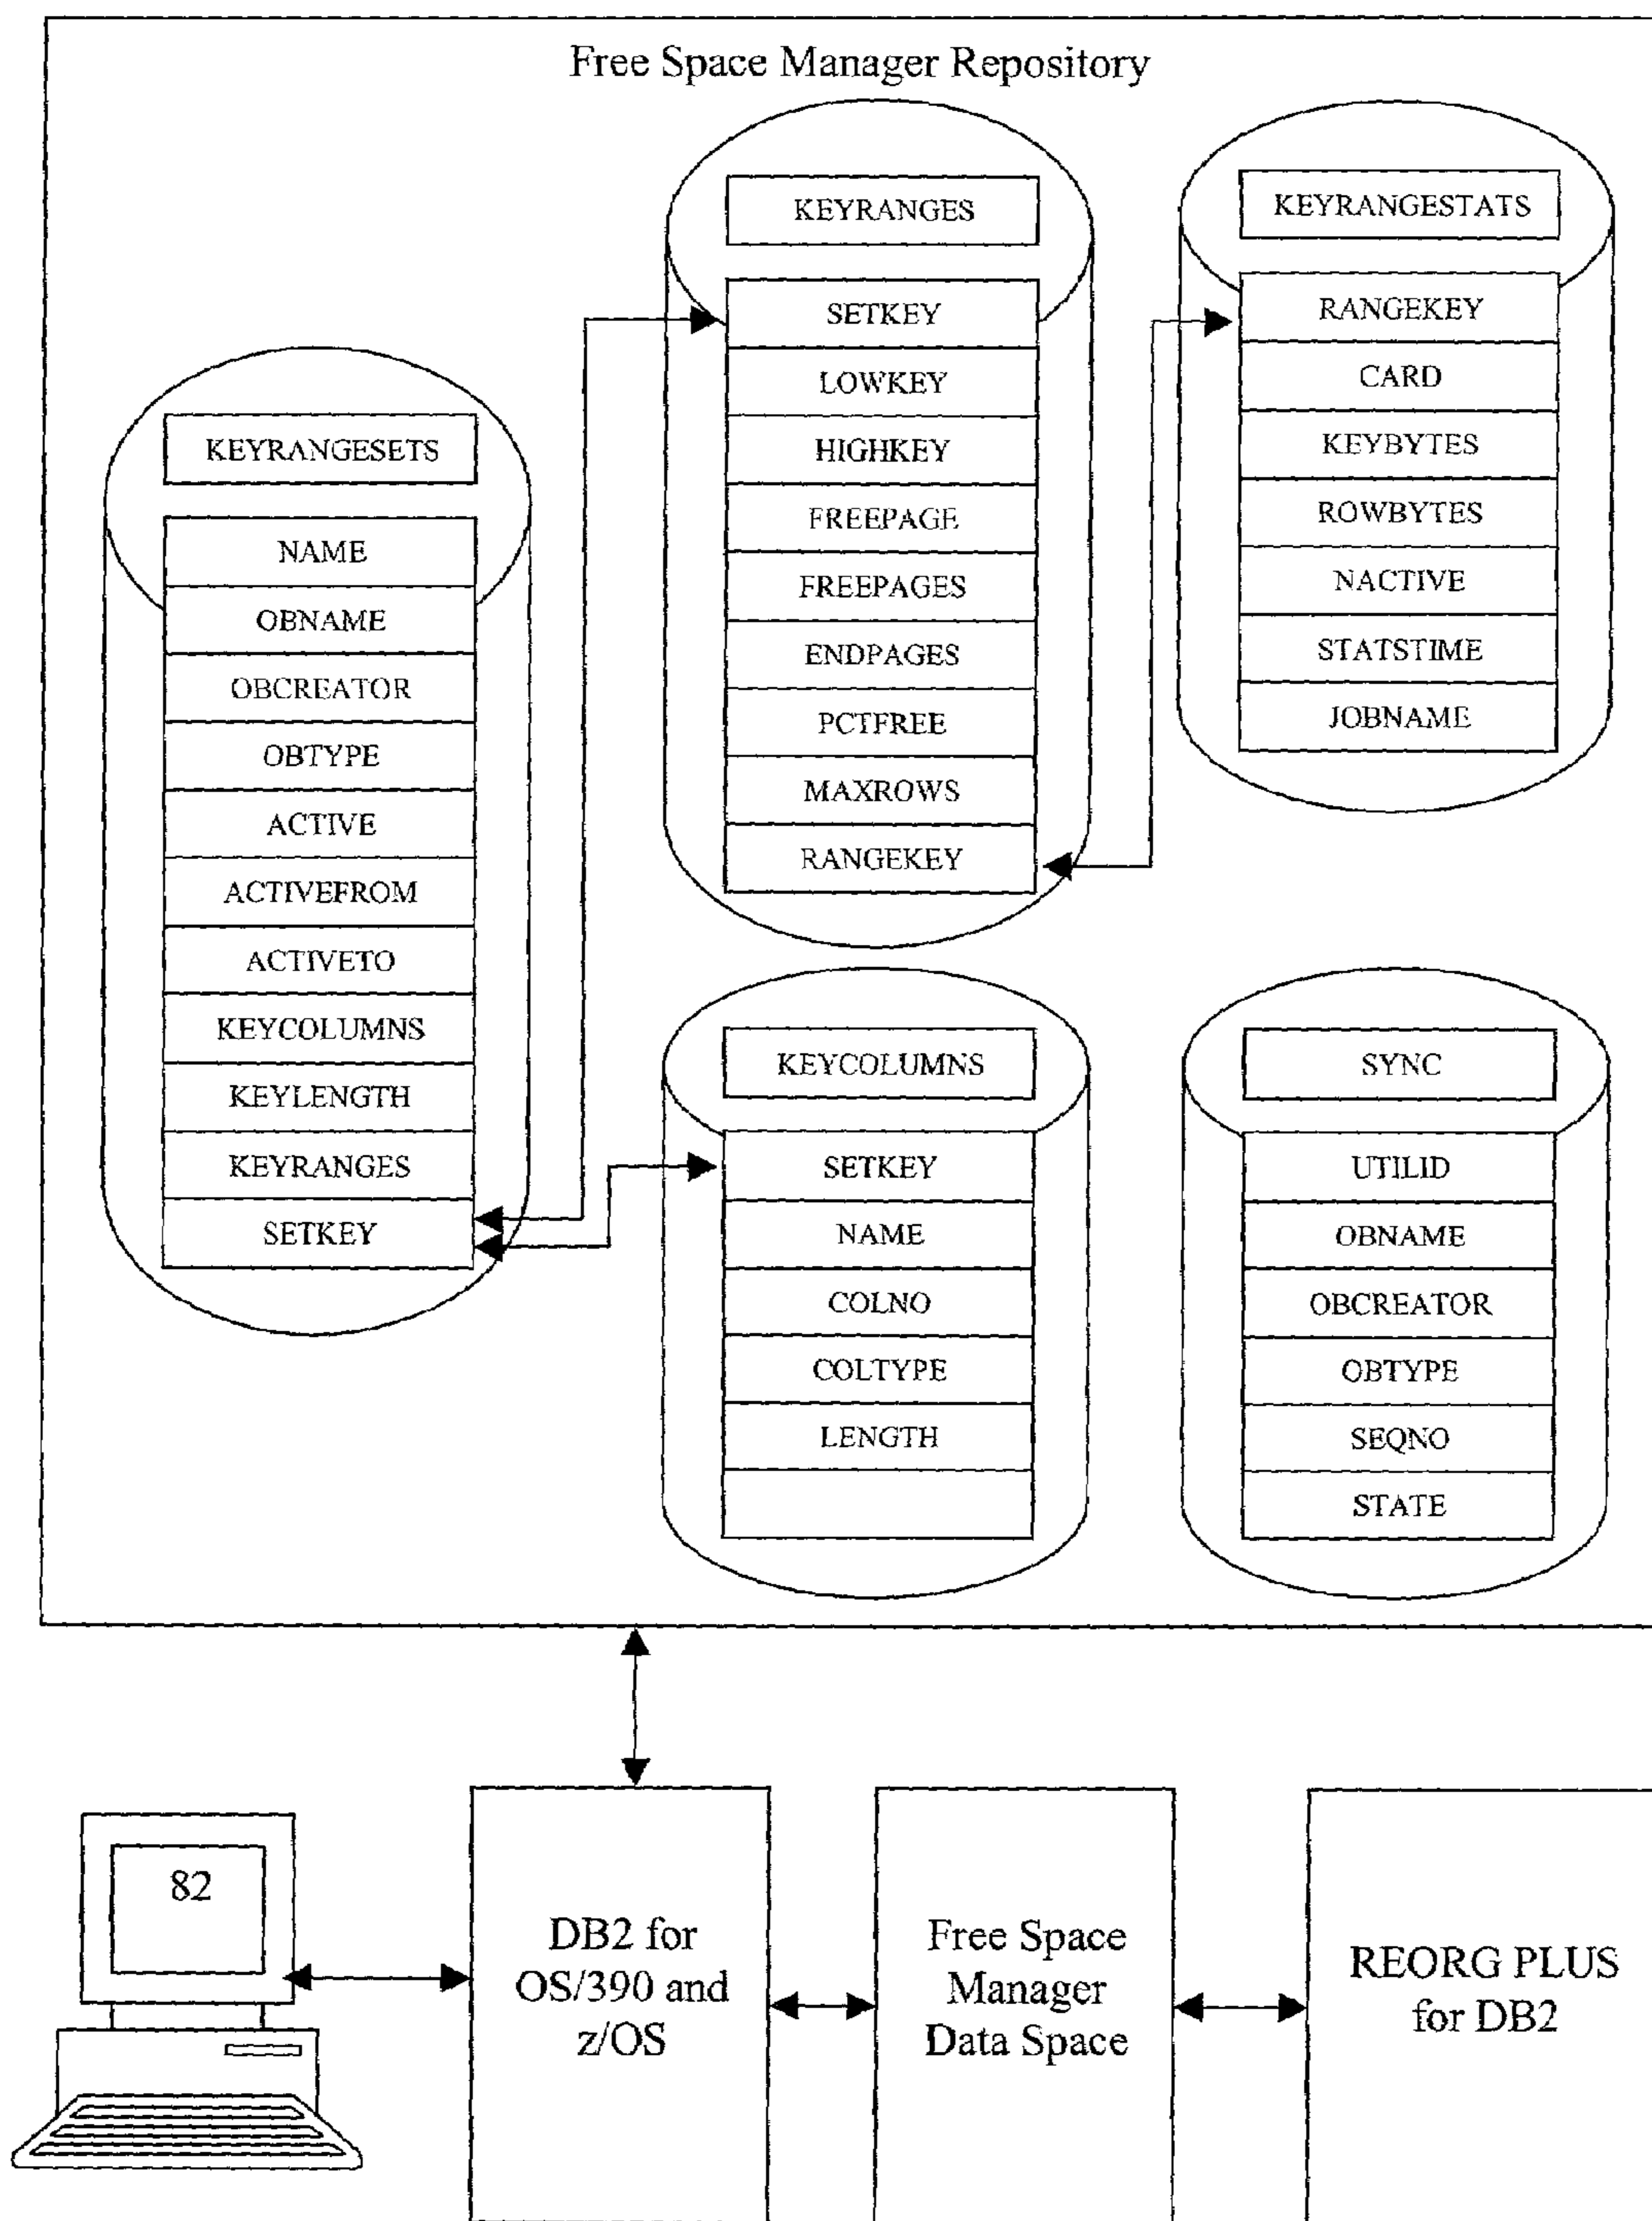 Free Space Manager Repository
KEYRANGESETS
NAME
OBNAME
OBCREATOR
OBTYPE
ACTIVE
ACTIVEFROM
ACTIVETO
KEYCOLUMNS
KEYLENGTH
KEYRANGES
SETKEY
KEYRANGES
SETKEY
LOWKEY
HIGHKEY
FREEPAGE
FREEPAGES
ENDPAGES
PCTFREE
MAXROWS
RANGEKEY
KEYRANGESTATS
RANGEKEY
CARD
KEYBYTES
ROWBYTES
NACTIVE
STATSTIME
JOBNAME
KEYCOLUMNS
SETKEY
NAME
COLNO
COLTYPE
LENGTH
SYNC
UTILID
OBNAME
OBCREATOR
OBTYPE
SEQNO
STATE
82
DB2 for
OS/390 and
z/OS
Free Space
Manager
Data Space
REORG PLUS
for DB2